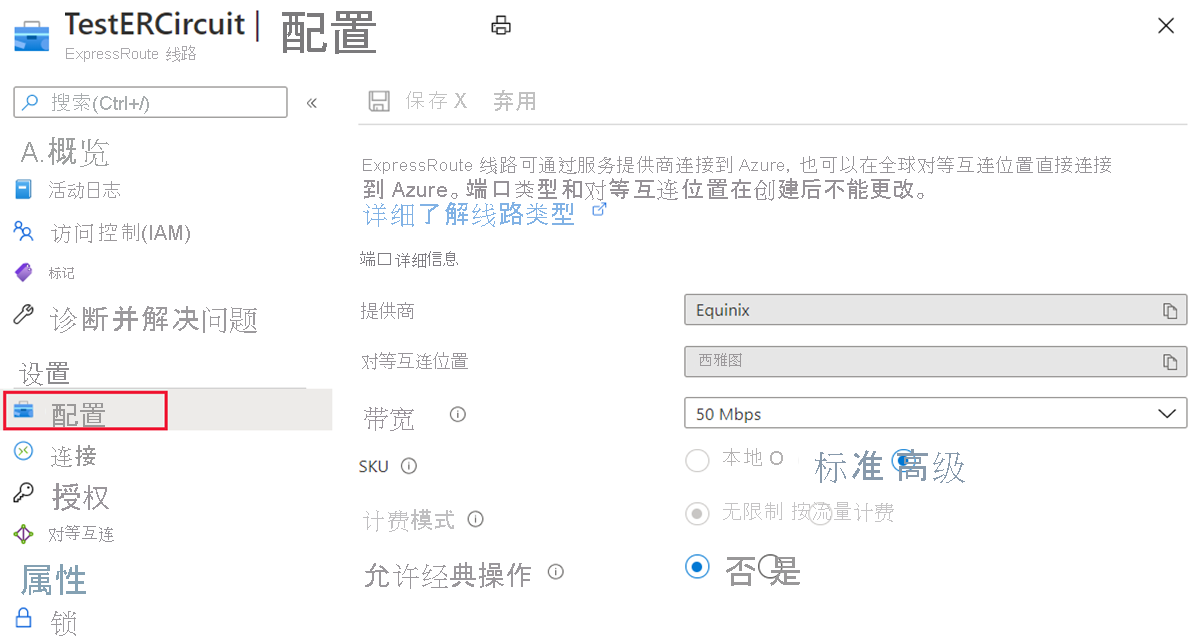 TestERCircuit | 配置
ExpressRoute 线路
搜索(Ctrl+/)
«
保存 X 弃用
A.概览
活动日志
访问控制(IAM)
标记
诊断并解决问题
设置
配置
连接
授权
对等互连
属性
锁
ExpressRoute 线路可通过服务提供商连接到 Azure, 也可以在全球对等互连位置直接连接
到 Azure。端口类型和对等互连位置在创建后不能更改。
详细了解线路类型
端口详细信息
提供商 Equinix
对等互连位置 西雅图
带宽 50 Mbps
SKU 本地 O 标准 高级
计费模式 无限制 按流量计费
允许经典操作 否 是